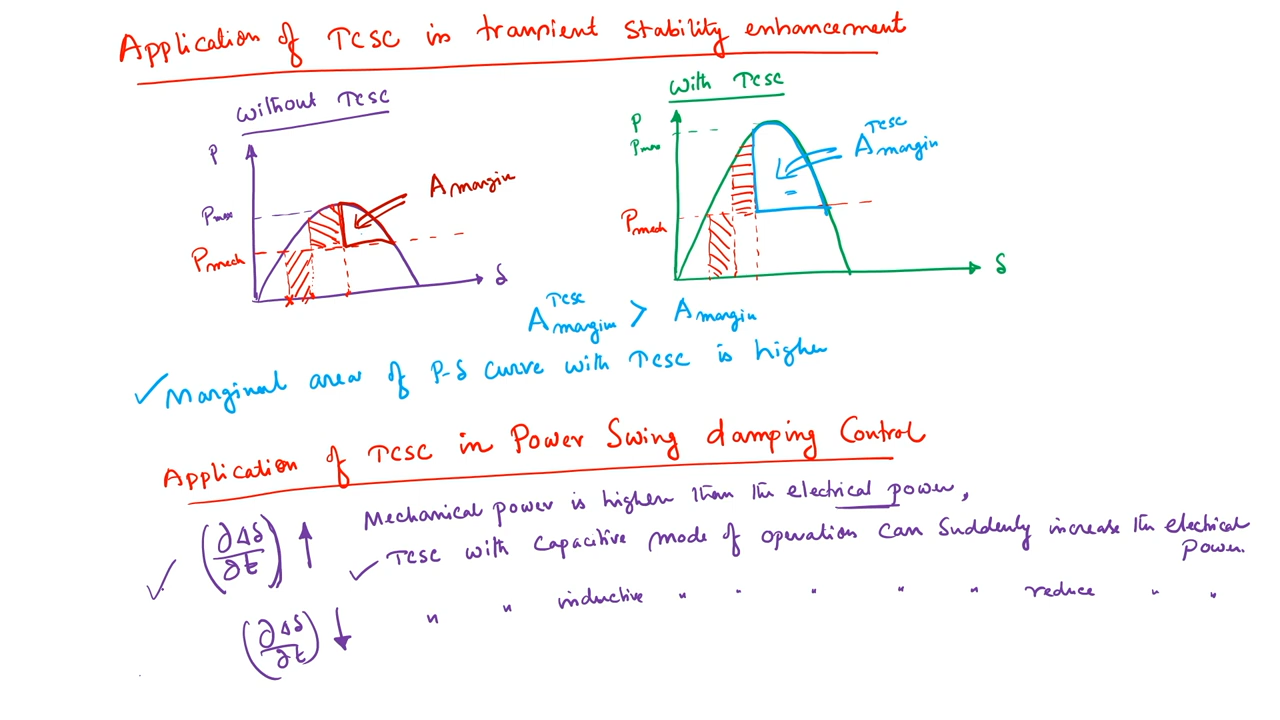 Application of TCSC in transient stability enhancement
Without TCSC
With TCSC
P
Pmax
Pmech
A margin
δ
P
Pmax
Pmech
A margin TCSC
δ
A margin TCSC > A margin
✓ Marginal area of P-δ curve with TCSC is higher
Application of TCSC in Power Swing damping Control
✓ (∂Δδ/∂t) ↑ Mechanical power is higher than the electrical power,
✓ TCSC with capacitive mode of operation can suddenly increase the electrical
power.
(∂Δδ/∂t) ↓ " " inductive " " " " " reduce " "